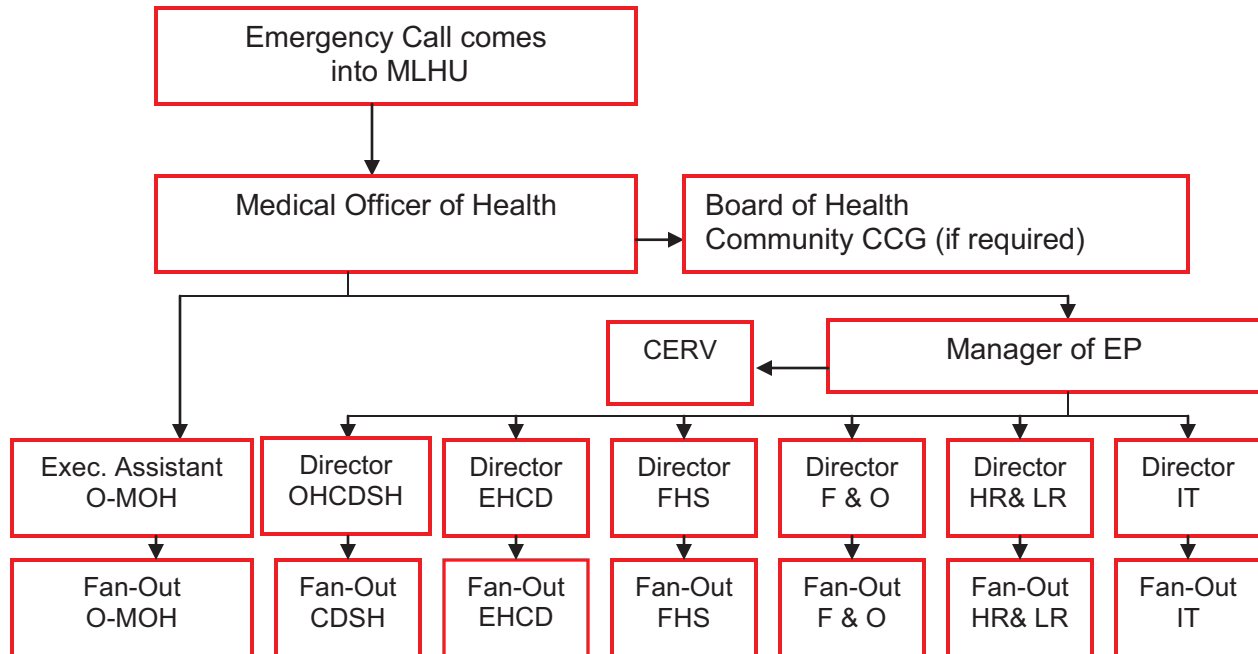 Emergency Call comes
into MLHU
Medical Officer of Health
Board of Health
Community CCG (if required)
CERV
Manager of EP
Exec. Assistant
O-MOH
Director
OHCDSH
Director
EHCD
Director
FHS
Director
F & O
Director
HR& LR
Director
IT
Fan-Out
O-MOH
Fan-Out
CDSH
Fan-Out
EHCD
Fan-Out
FHS
Fan-Out
F & O
Fan-Out
HR& LR
Fan-Out
IT